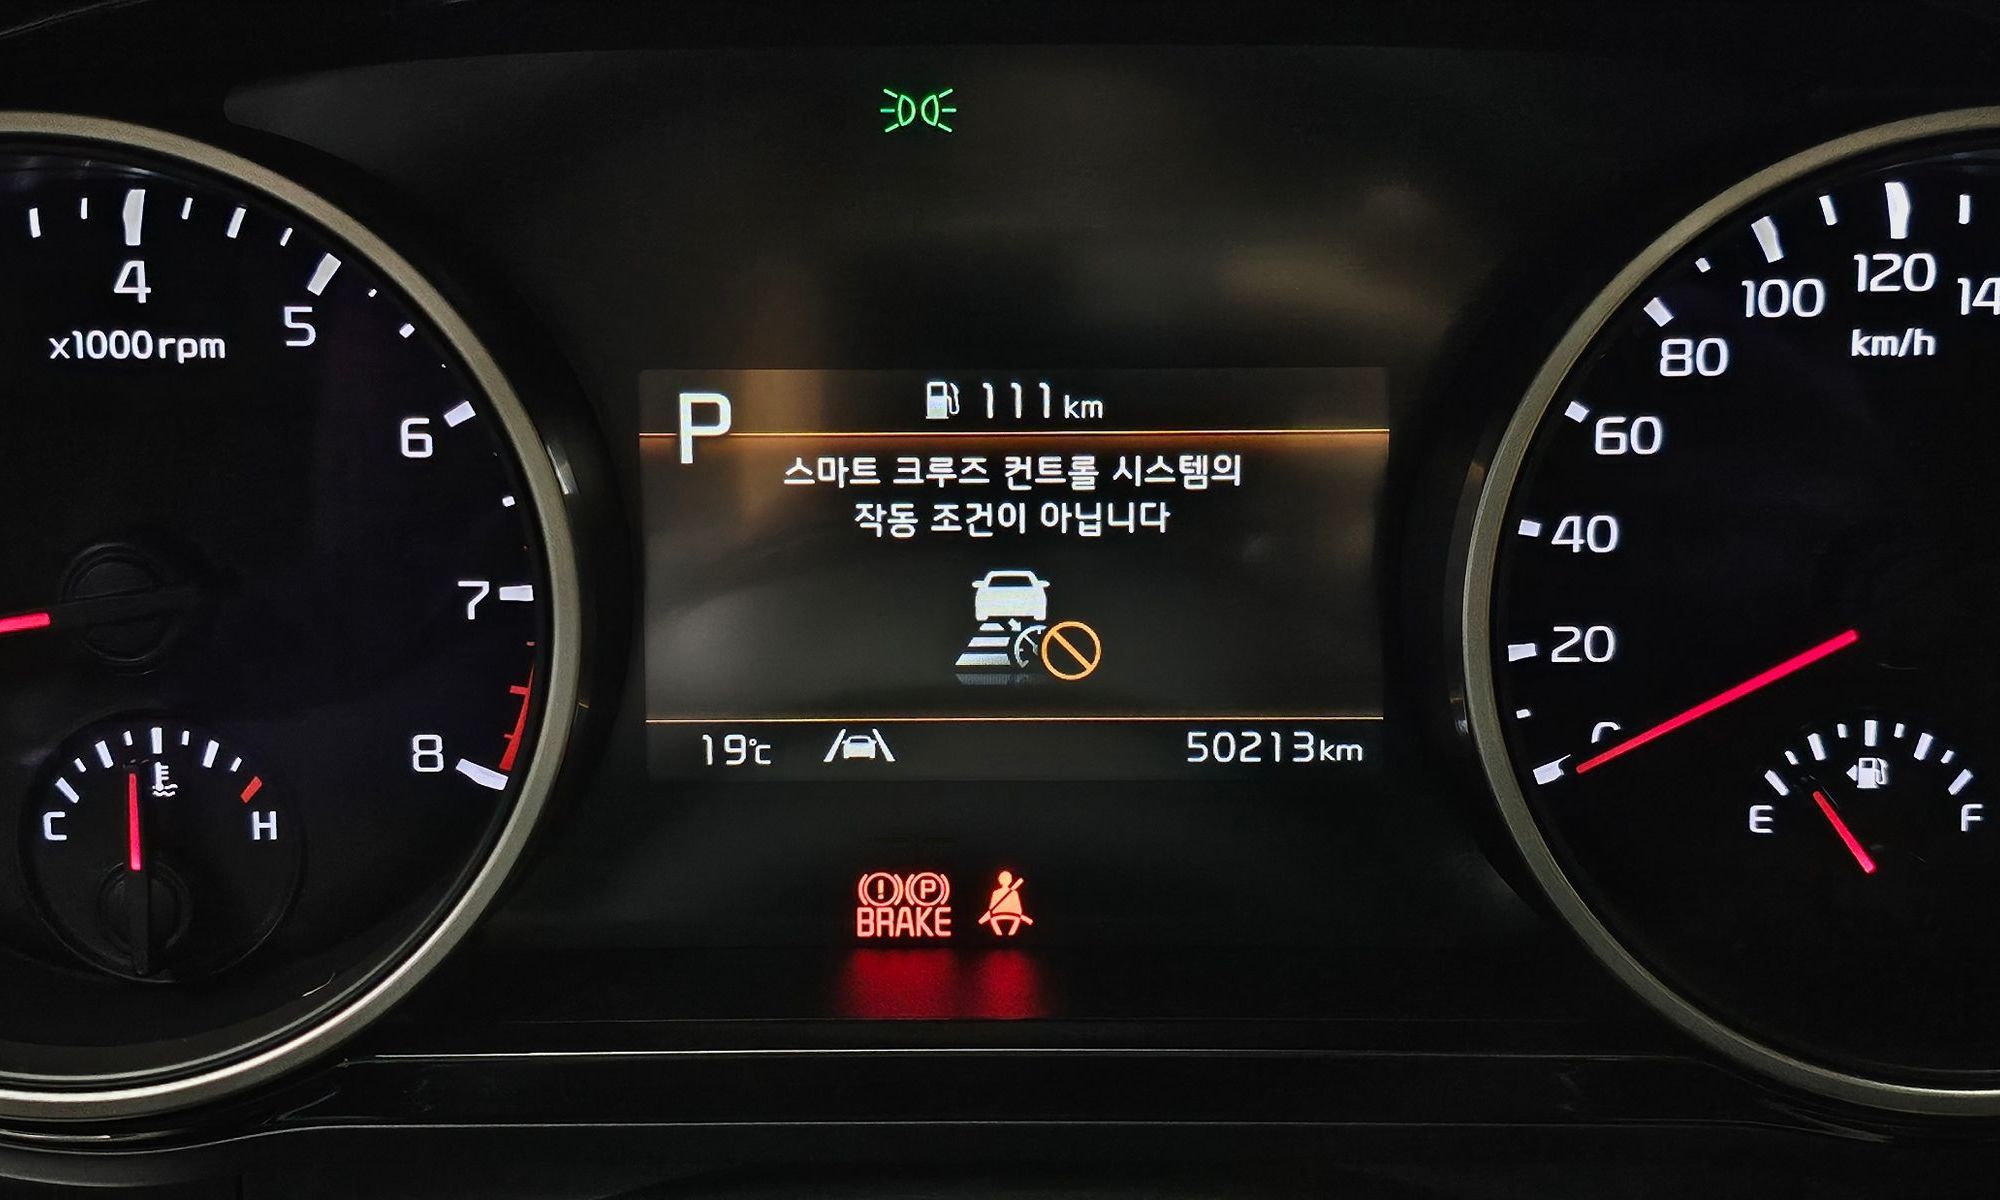 4
x1000rpm
5
6
7
8
C
H
P
111km
스마트 크루즈 컨트롤 시스템의
작동 조건이 아닙니다
19℃
50213km
(!)(P)
BRAKE
120
100
14
km/h
80
60
40
20
0
E
F